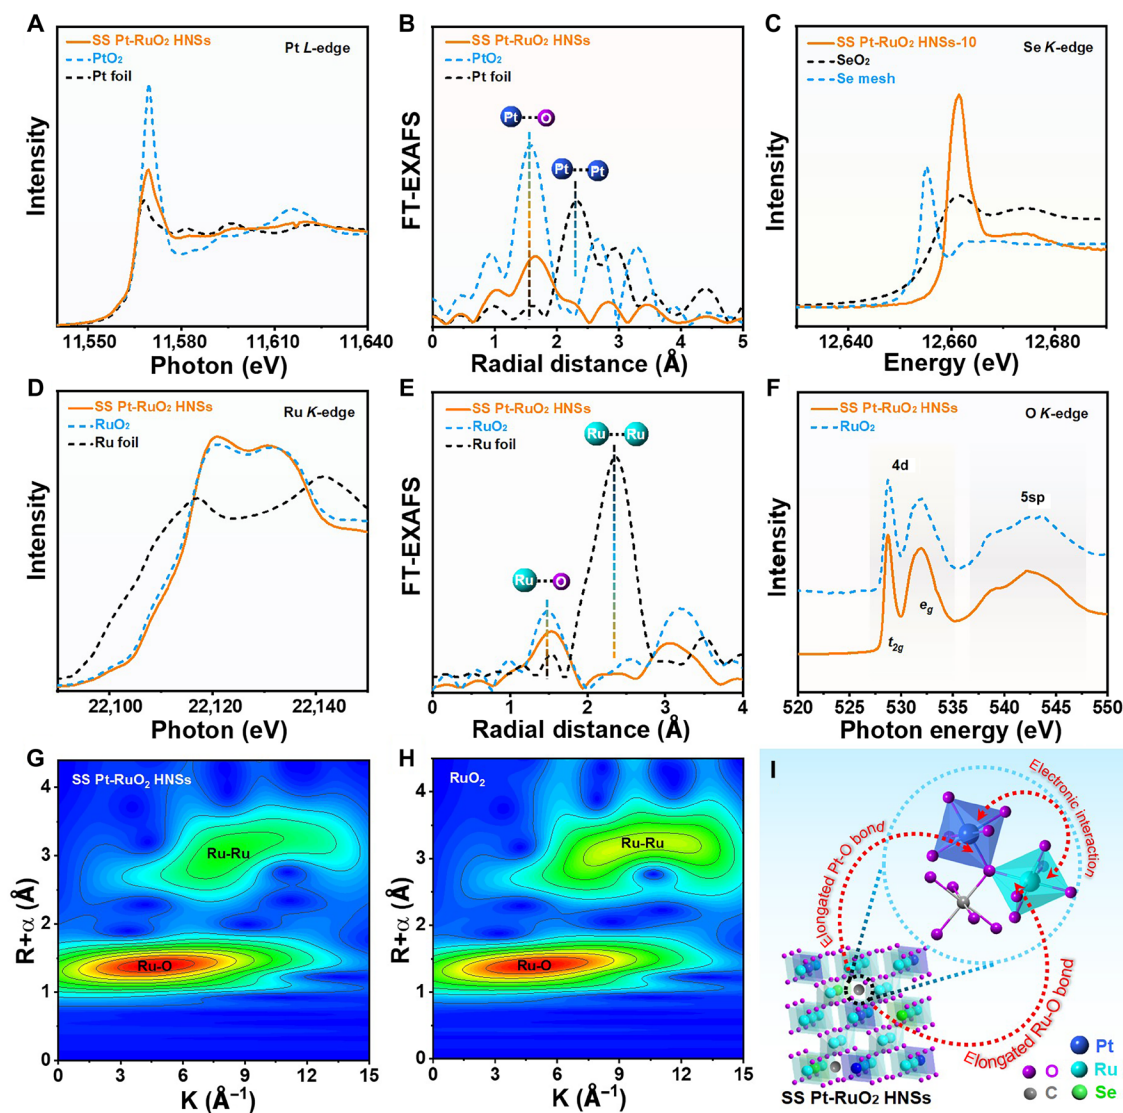 A
SS Pt-RuO₂ HNSs
PtO₂
Pt foil
Pt L-edge
Intensity
11,550 11,580 11,610 11,640
Photon (eV)
B
SS Pt-RuO₂ HNSs
PtO₂
Pt foil
Pt O
Pt Pt
FT-EXAFS
0 1 2 3 4 5
Radial distance (Å)
C
SS Pt-RuO₂ HNSs-10
SeO₂
Se mesh
Se K-edge
Intensity
12,640 12,660 12,680
Energy (eV)
D
SS Pt-RuO₂ HNSs
RuO₂
Ru foil
Ru K-edge
Intensity
22,100 22,120 22,140
Photon (eV)
E
SS Pt-RuO₂ HNSs
RuO₂
Ru foil
Ru Ru
Ru O
FT-EXAFS
0 1 2 3 4
Radial distance (Å)
F
SS Pt-RuO₂ HNSs
RuO₂
O K-edge
4d
5sp
e_g
t_2g
Intensity
520 525 530 535 540 545 550
Photon energy (eV)
G
SS Pt-RuO₂ HNSs
Ru-Ru
Ru-O
R+α (Å)
4
3
2
1
0
0 3 6 9 12 15
K (Å⁻¹)
H
RuO₂
Ru-Ru
Ru-O
R+α (Å)
4
3
2
1
0
0 3 6 9 12 15
K (Å⁻¹)
I
Electronic interaction
Elongated Pt-O bond
Elongated Ru-O bond
Pt
O Ru
C Se
SS Pt-RuO₂ HNSs